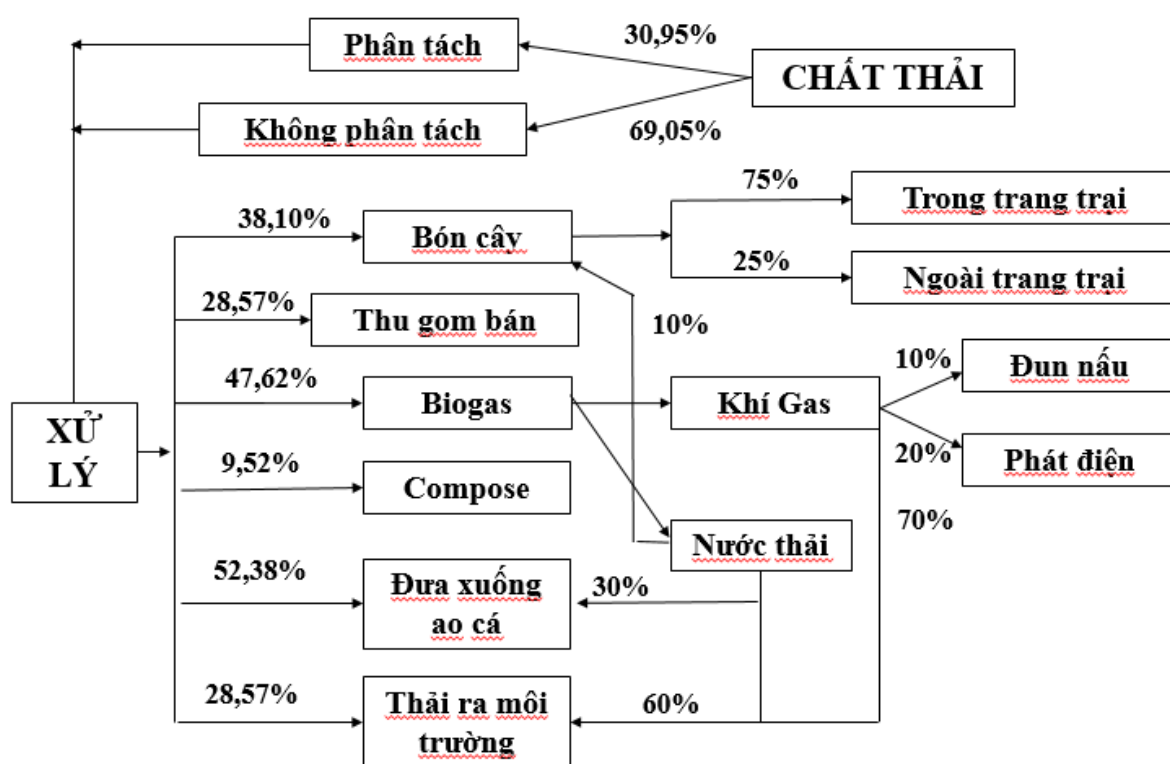 Phân tách
30,95%
CHẤT THẢI
Không phân tách
69,05%
75%
Trong trang trại
38,10%
Bón cây
25%
Ngoài trang trại
28,57%
Thu gom bán
10%
10%
Đun nấu
47,62%
Biogas
Khí Gas
XỬ
LÝ
20%
Phát điện
9,52%
Compose
70%
Nước thải
52,38%
Đưa xuống
ao cá
30%
28,57%
Thải ra môi
trường
60%